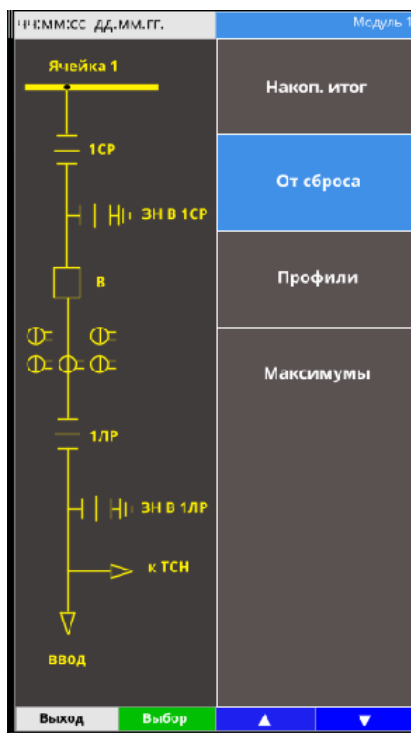 чч:мм:сс дд.мм.гг.
Модуль 1
Ячейка 1
Накоп. итог
1СР
От сброса
ЗН В 1СР
В
Профили
Максимумы
1ЛР
ЗН В 1ЛР
к ТСН
ввод
Выход
Выбор